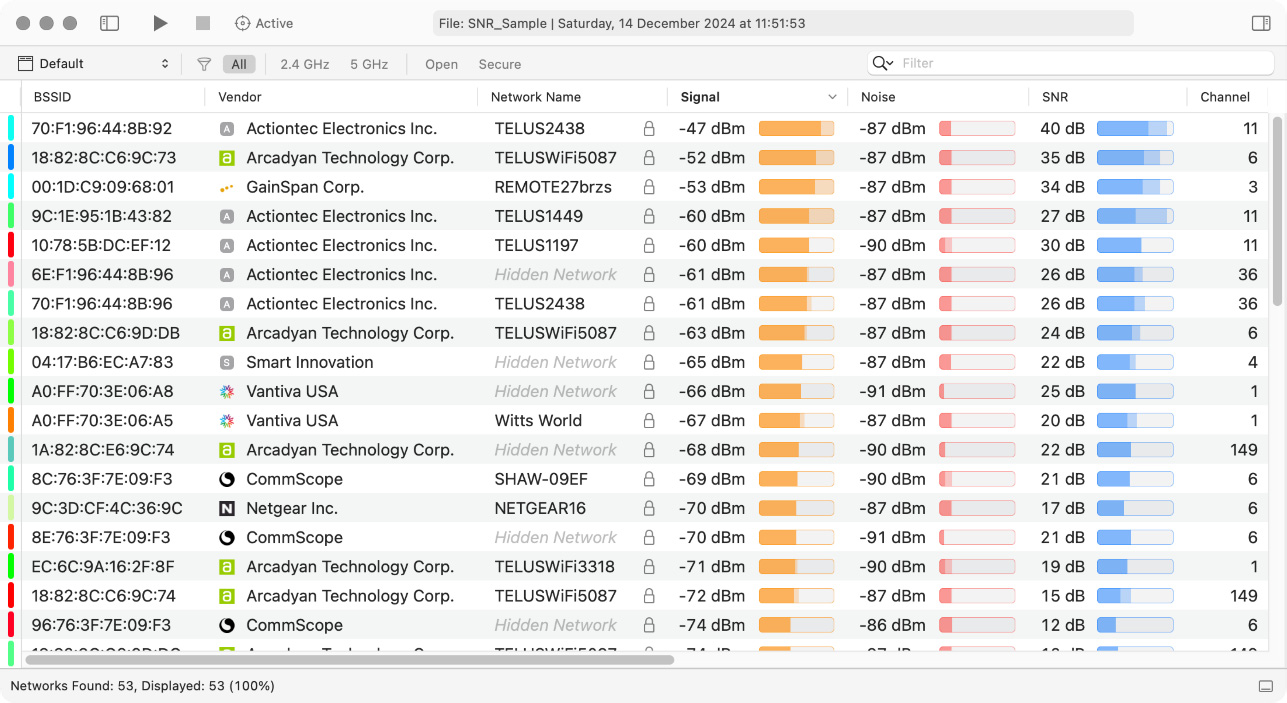 Active File: SNR_Sample | Saturday, 14 December 2024 at 11:51:53
Default All 2.4 GHz 5 GHz Open Secure Filter
BSSID Vendor Network Name Signal Noise SNR Channel
70:F1:96:44:8B:92 A Actiontec Electronics Inc. TELUS2438 -47 dBm -87 dBm 40 dB 11
18:82:8C:C6:9C:73 a Arcadyan Technology Corp. TELUSWiFi5087 -52 dBm -87 dBm 35 dB 6
00:1D:C9:09:68:01 GainSpan Corp. REMOTE27brzs -53 dBm -87 dBm 34 dB 3
9C:1E:95:1B:43:82 A Actiontec Electronics Inc. TELUS1449 -60 dBm -87 dBm 27 dB 11
10:78:5B:DC:EF:12 A Actiontec Electronics Inc. TELUS1197 -60 dBm -90 dBm 30 dB 11
6E:F1:96:44:8B:96 A Actiontec Electronics Inc. Hidden Network -61 dBm -87 dBm 26 dB 36
70:F1:96:44:8B:96 A Actiontec Electronics Inc. TELUS2438 -61 dBm -87 dBm 26 dB 36
18:82:8C:C6:9D:DB a Arcadyan Technology Corp. TELUSWiFi5087 -63 dBm -87 dBm 24 dB 6
04:17:B6:EC:A7:83 S Smart Innovation Hidden Network -65 dBm -87 dBm 22 dB 4
A0:FF:70:3E:06:A8 Vantiva USA Hidden Network -66 dBm -91 dBm 25 dB 1
A0:FF:70:3E:06:A5 Vantiva USA Witts World -67 dBm -87 dBm 20 dB 1
1A:82:8C:E6:9C:74 a Arcadyan Technology Corp. Hidden Network -68 dBm -90 dBm 22 dB 149
8C:76:3F:7E:09:F3 CommScope SHAW-09EF -69 dBm -90 dBm 21 dB 6
9C:3D:CF:4C:36:9C N Netgear Inc. NETGEAR16 -70 dBm -87 dBm 17 dB 6
8E:76:3F:7E:09:F3 CommScope Hidden Network -70 dBm -91 dBm 21 dB 6
EC:6C:9A:16:2F:8F a Arcadyan Technology Corp. TELUSWiFi3318 -71 dBm -90 dBm 19 dB 1
18:82:8C:C6:9C:74 a Arcadyan Technology Corp. TELUSWiFi5087 -72 dBm -87 dBm 15 dB 149
96:76:3F:7E:09:F3 CommScope Hidden Network -74 dBm -86 dBm 12 dB 6
Networks Found: 53, Displayed: 53 (100%)